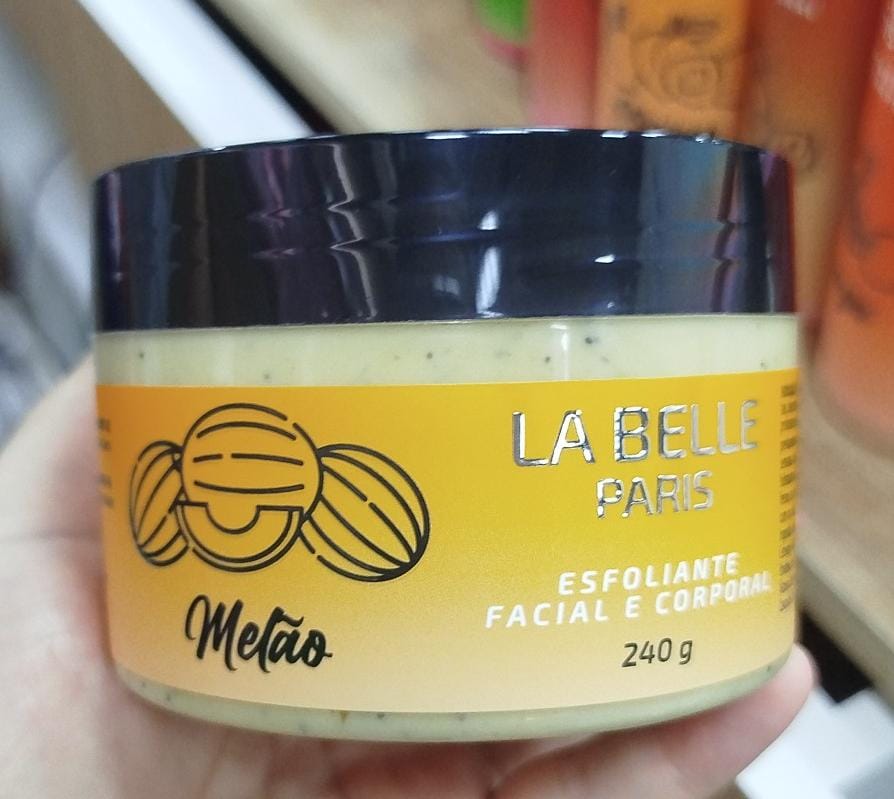 LA BELLE
PARIS
ESFOLIANTE
FACIAL E CORPORAL
240 g
Melão